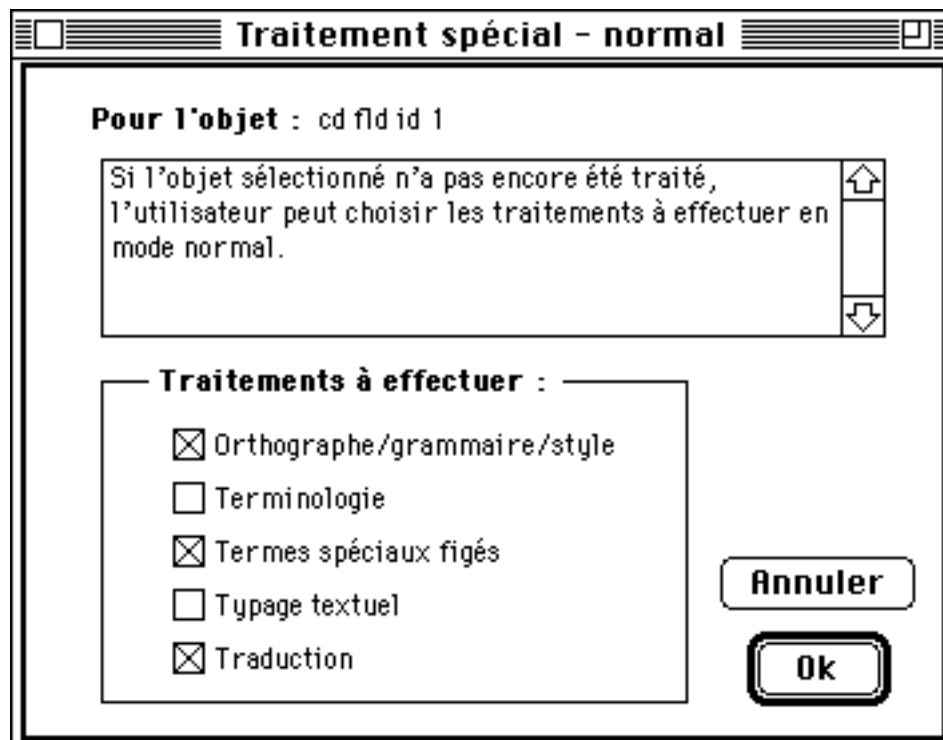 Traitement spécial - normal
Pour l'objet : cd fld id 1
Si l'objet sélectionné n'a pas encore été traité,
l'utilisateur peut choisir les traitements à effectuer en
mode normal.
Traitements à effectuer :
Orthographe/grammaire/style
Terminologie
Termes spéciaux figés
Typage textuel
Traduction
Annuler
Ok